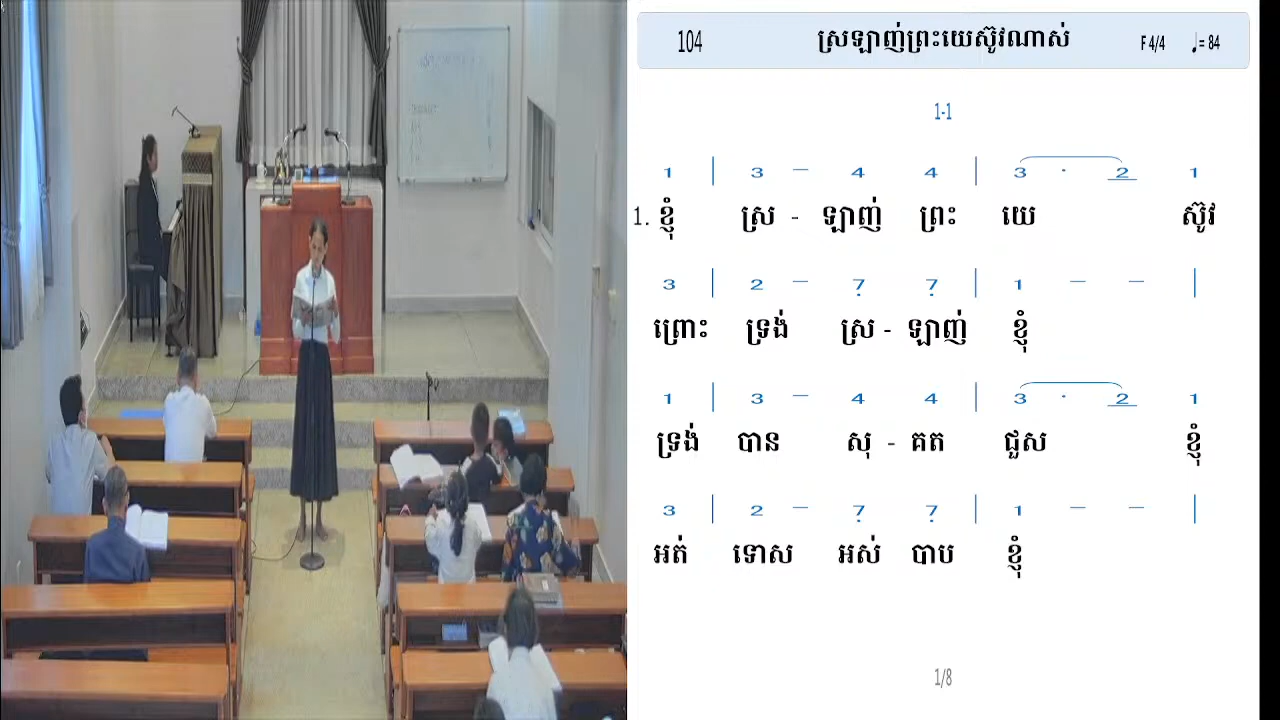 104 ស្រឡាញ់ព្រះយេស៊ូវណាស់ F 4/4 ♩= 84
1-1
1 | 3 – 4 4 | 3 · 2 1
1. ខ្ញុំ ស្រ - ឡាញ់ ព្រះ យេ ស៊ូវ
3 | 2 – 7̣ 7̣ | 1 – – |
ព្រោះ ទ្រង់ ស្រ - ឡាញ់ ខ្ញុំ
1 | 3 – 4 4 | 3 · 2 1
ទ្រង់ បាន សុ - គត ជួស ខ្ញុំ
3 | 2 – 7̣ 7̣ | 1 – – |
អត់ ទោស អស់ បាប ខ្ញុំ
1/8